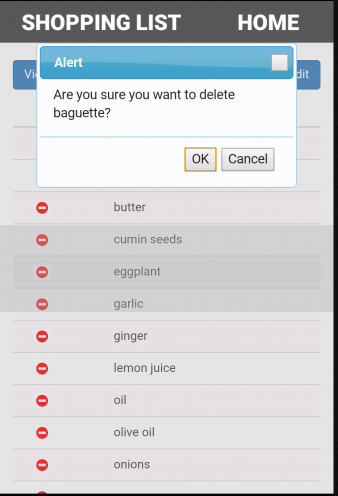 SHOPPING LIST HOME
Alert
Are you sure you want to delete
baguette?
OK Cancel
butter
cumin seeds
eggplant
garlic
ginger
lemon juice
oil
olive oil
onions